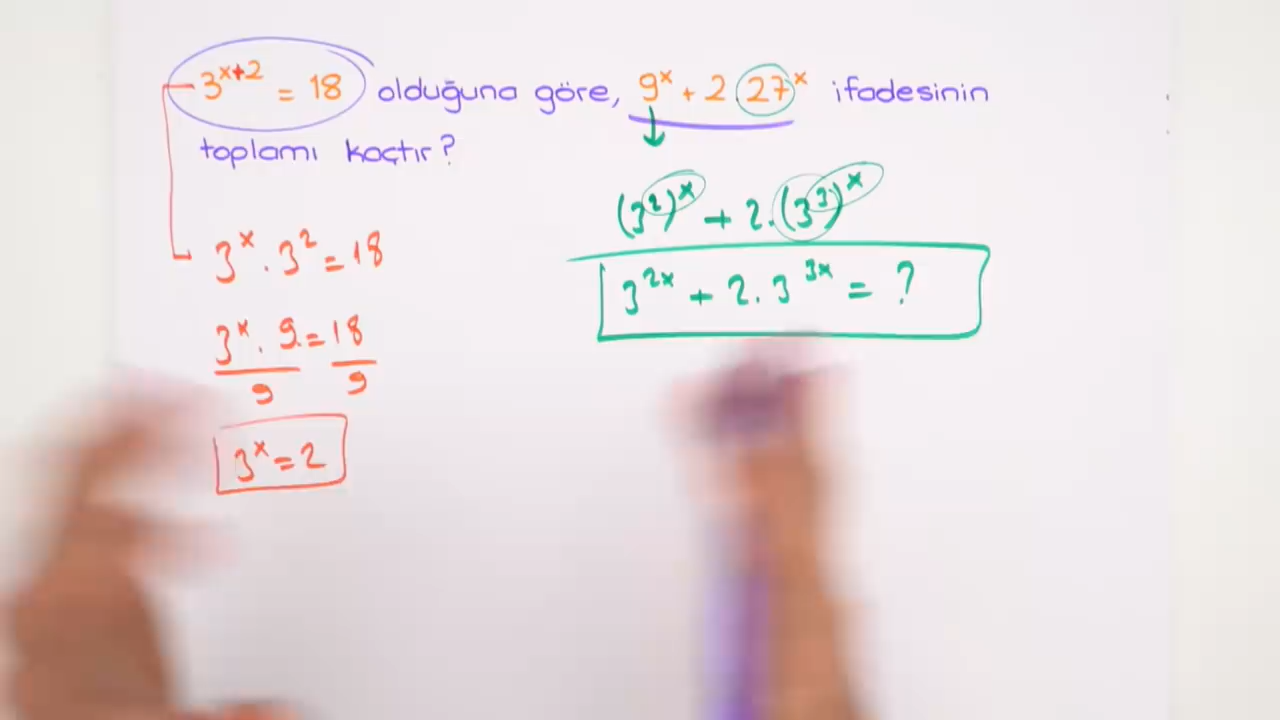 3^{x+2} = 18 olduğuna göre, 9^x + 2.27^x ifadesinin
toplamı kaçtır?
(3^2)^x + 2.(3^3)^x
3^{2x} + 2.3^{3x} = ?
3^x . 3^2 = 18
3^x . 9 = 18
9 9
3^x = 2